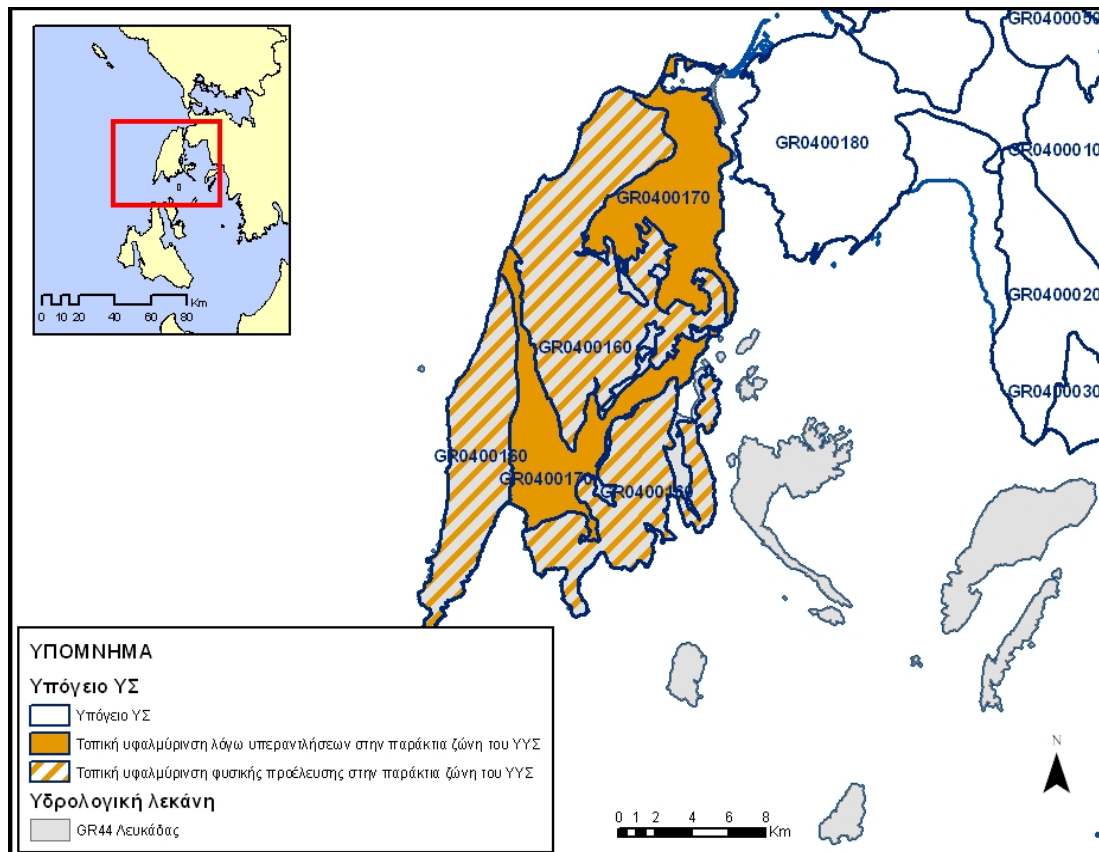 GR0400050
GR0400180
GR0400010
GR0400170
GR0400020
GR0400160
GR0400030
GR0400160
GR0400170
GR0400160
0 10 20 40 60 80 Km
ΥΠΟΜΝΗΜΑ
Υπόγειο ΥΣ
Υπόγειο ΥΣ
Τοπική υφαλμύρινση λόγω υπεραντλήσεων στην παράκτια ζώνη του ΥΥΣ
Τοπική υφαλμύρινση φυσικής προέλευσης στην παράκτια ζώνη του ΥΥΣ
Υδρολογική λεκάνη
GR44 Λευκάδας
N
0 1 2 4 6 8 Km